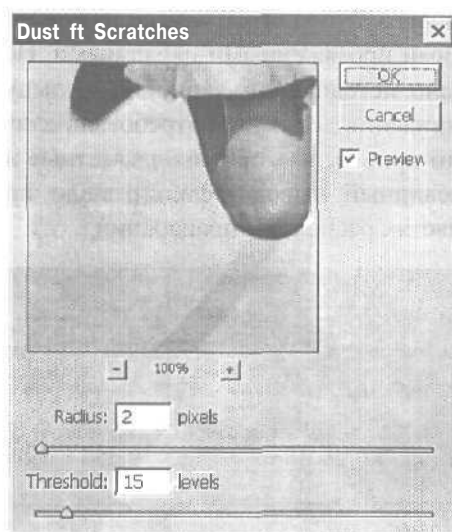 Dust ft Scratches
OK
Cancel
Preview
- 100% +
Radius: 2 pixels
Threshold: 15 levels